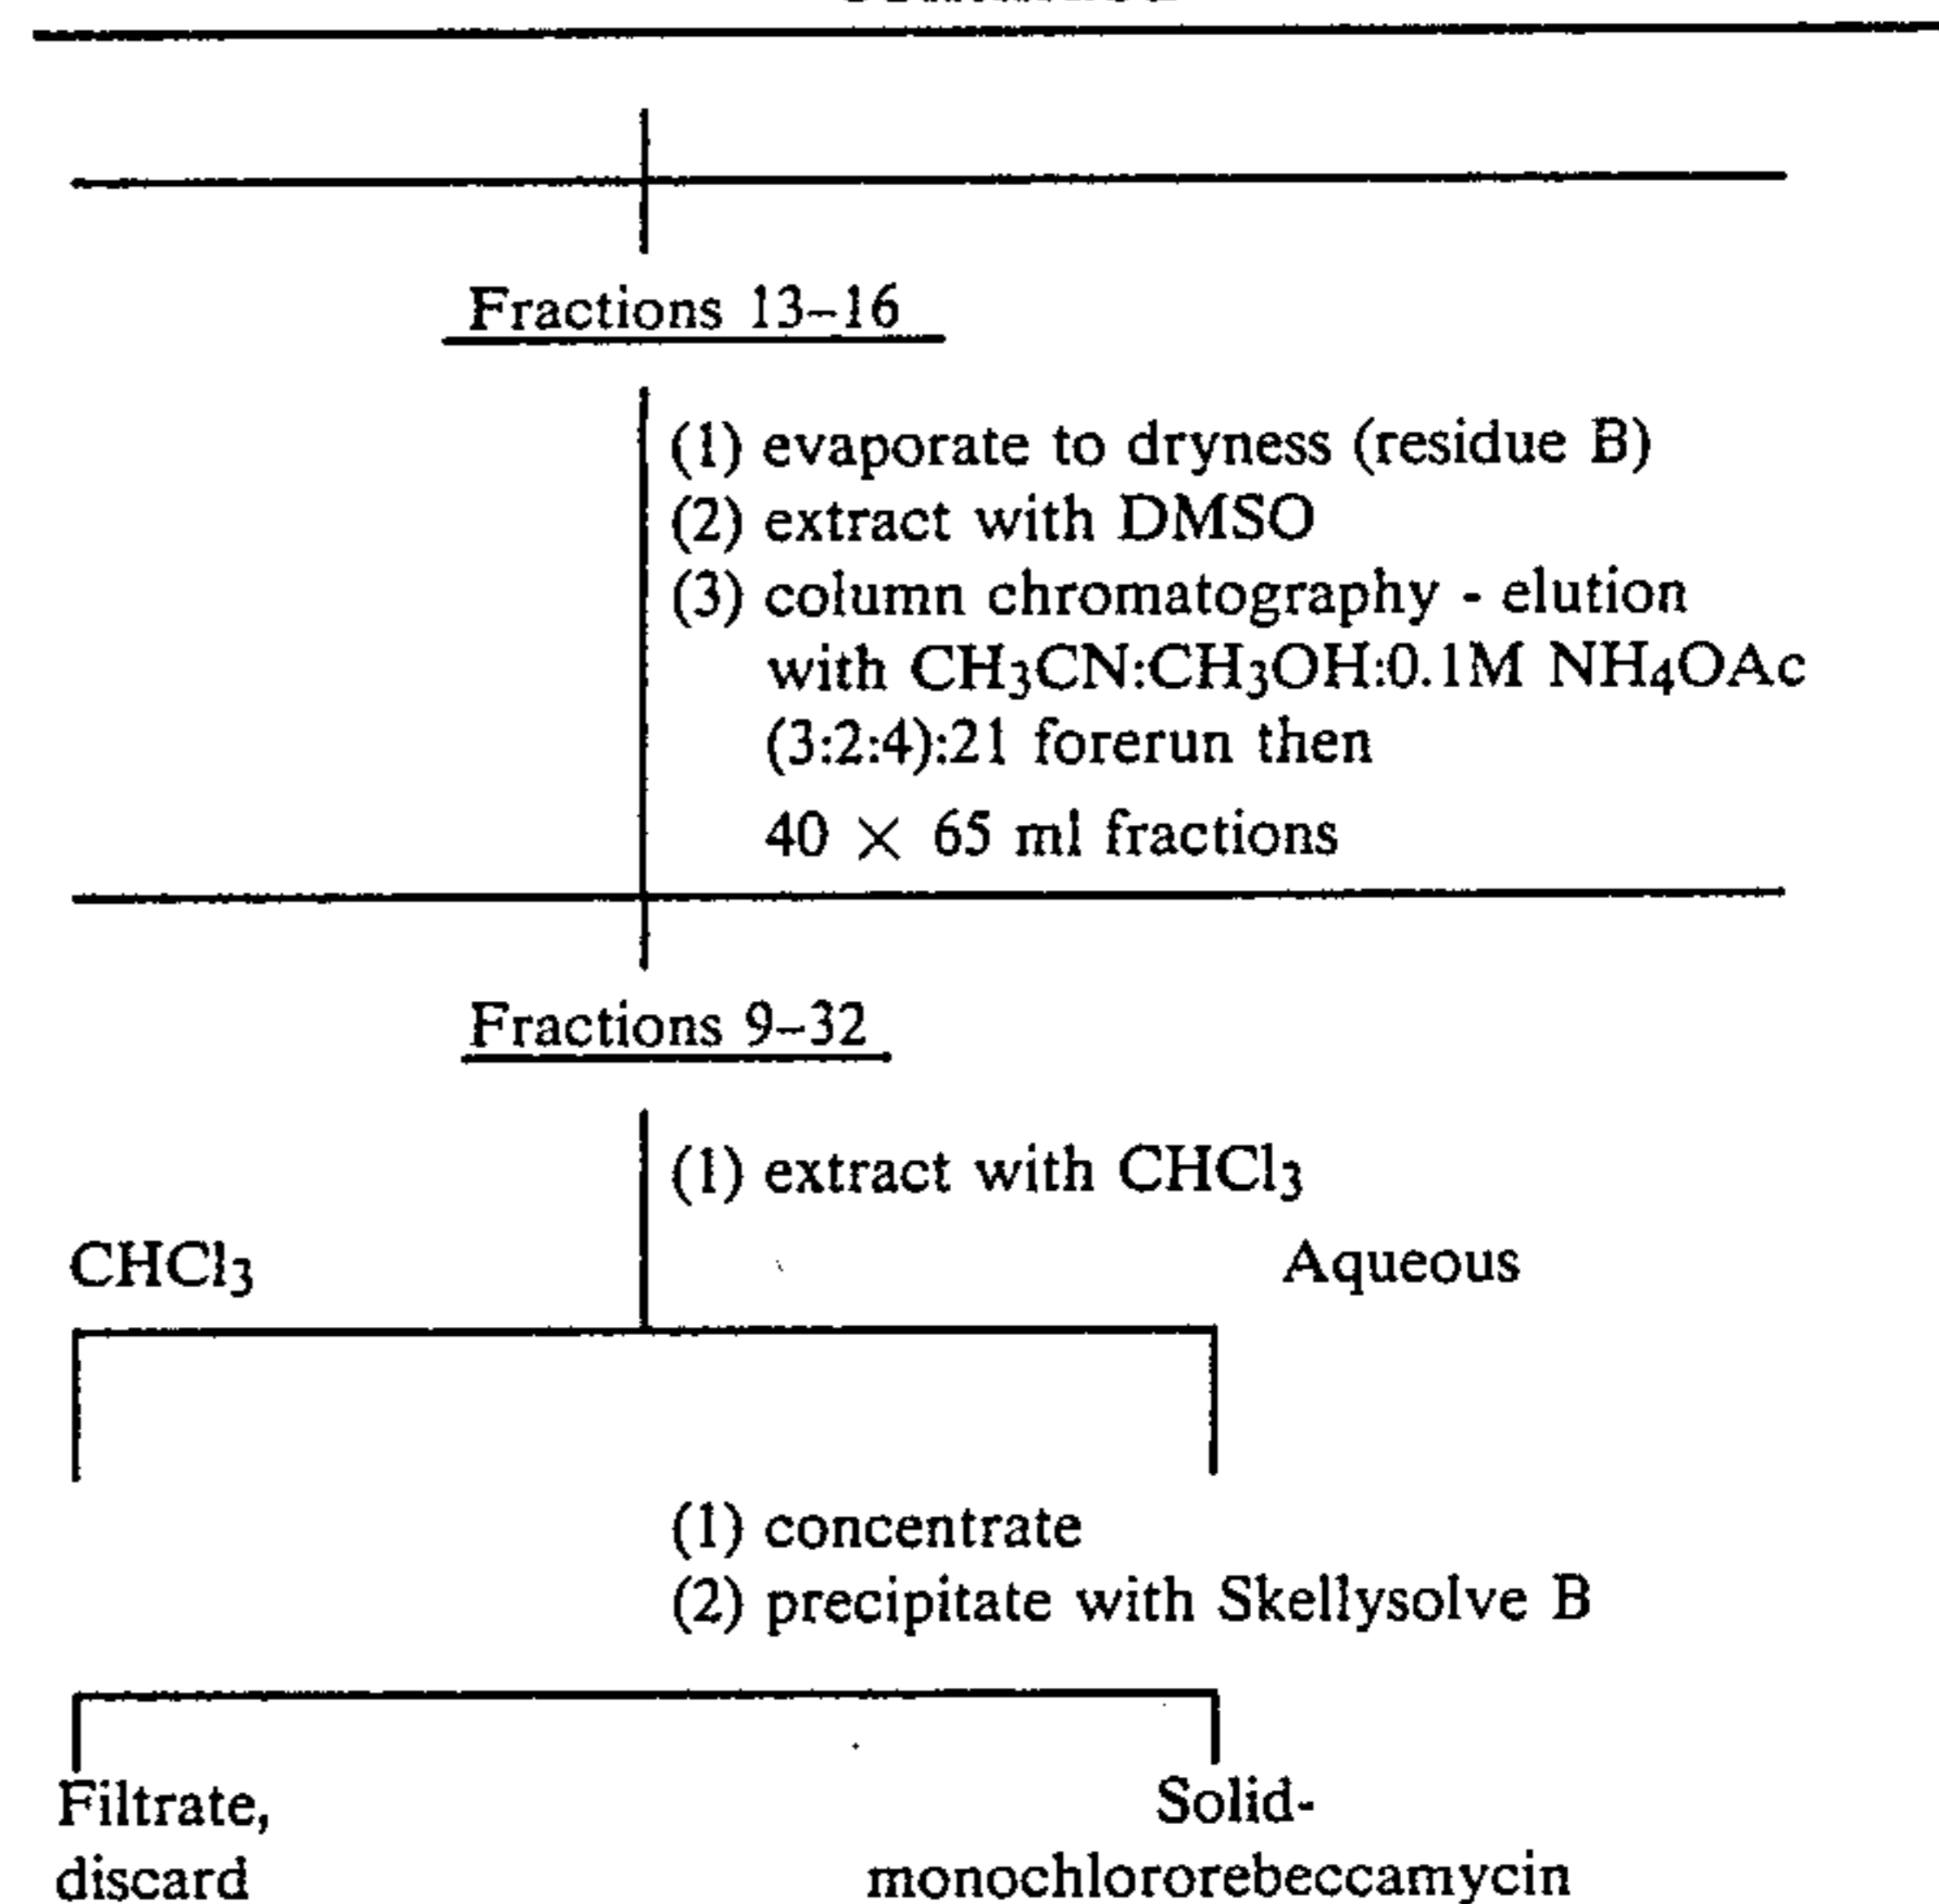 Fractions 13–16
(1) evaporate to dryness (residue B)
(2) extract with DMSO
(3) column chromatography - elution
with CH3CN:CH3OH:0.1M NH4OAc
(3:2:4):21 forerun then
40 × 65 ml fractions
Fractions 9–32
(1) extract with CHCl3
CHCl3 Aqueous
(1) concentrate
(2) precipitate with Skellysolve B
Filtrate, Solid-
discard monochlororebeccamycin